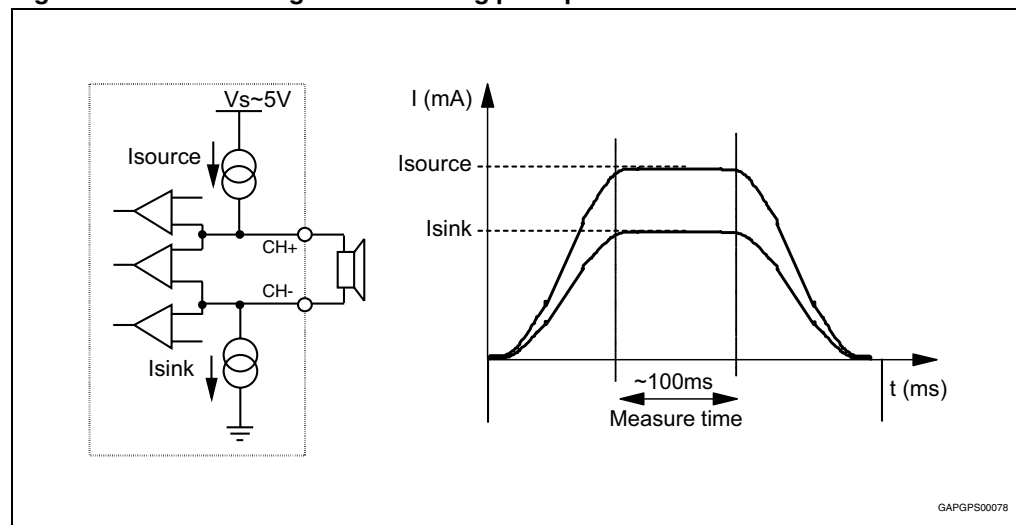 Vs~5V
Isource
CH+
CH-
Isink
I (mA)
Isource
Isink
~100ms
Measure time
t (ms)
GAPGPS00078